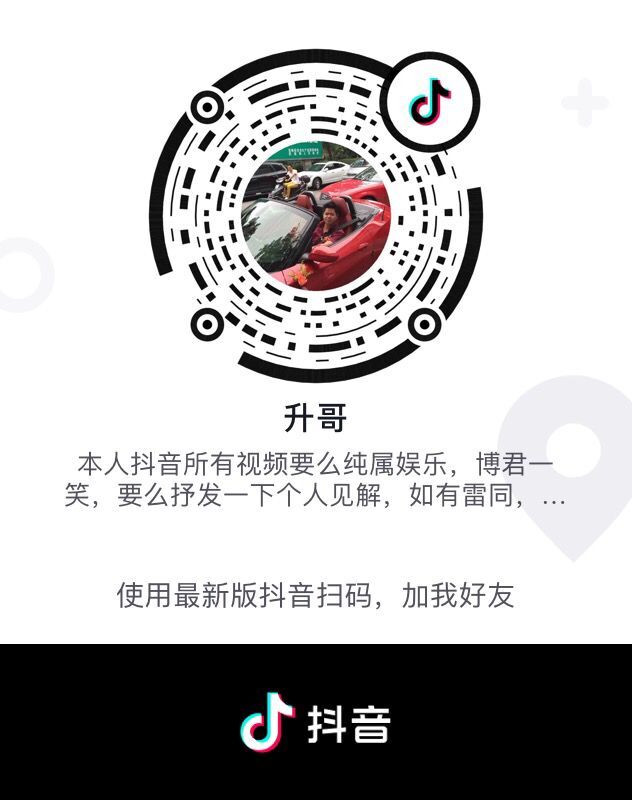 升哥
本人抖音所有视频要么纯属娱乐，博君一
笑，要么抒发一下个人见解，如有雷同，…
使用最新版抖音扫码，加我好友
抖音